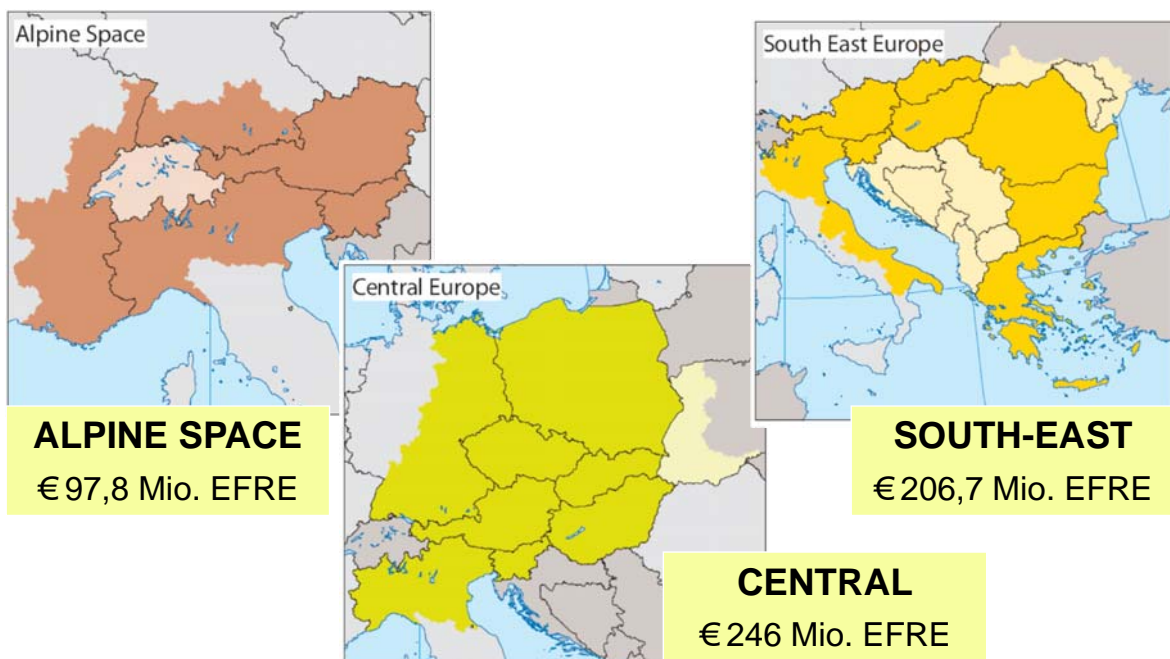 Alpine Space
South East Europe
Central Europe
ALPINE SPACE
€ 97,8 Mio. EFRE
SOUTH-EAST
€ 206,7 Mio. EFRE
CENTRAL
€ 246 Mio. EFRE